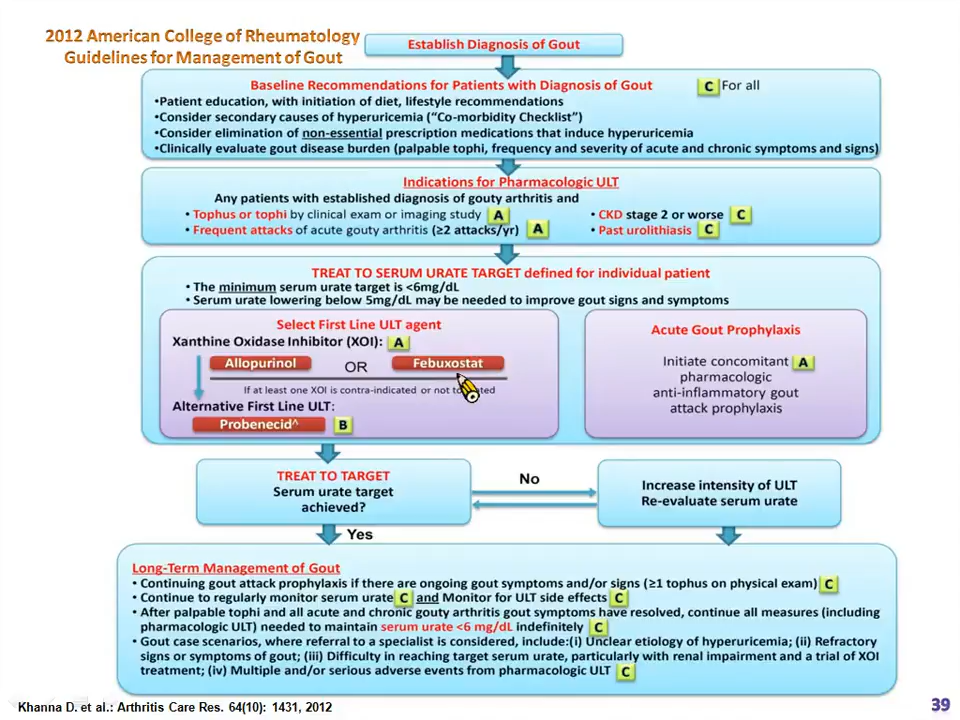 2012 American College of Rheumatology
Guidelines for Management of Gout
Establish Diagnosis of Gout
Baseline Recommendations for Patients with Diagnosis of Gout C For all
•Patient education, with initiation of diet, lifestyle recommendations
•Consider secondary causes of hyperuricemia (“Co-morbidity Checklist”)
•Consider elimination of non-essential prescription medications that induce hyperuricemia
•Clinically evaluate gout disease burden (palpable tophi, frequency and severity of acute and chronic symptoms and signs)
Indications for Pharmacologic ULT
Any patients with established diagnosis of gouty arthritis and
• Tophus or tophi by clinical exam or imaging study A
• Frequent attacks of acute gouty arthritis (≥2 attacks/yr) A
• CKD stage 2 or worse C
• Past urolithiasis C
TREAT TO SERUM URATE TARGET defined for individual patient
• The minimum serum urate target is <6mg/dL
• Serum urate lowering below 5mg/dL may be needed to improve gout signs and symptoms
Select First Line ULT agent
Xanthine Oxidase Inhibitor (XOI): A
Allopurinol OR Febuxostat
If at least one XOI is contra-indicated or not
Alternative First Line ULT:
Probenecid^ B
Acute Gout Prophylaxis
Initiate concomitant A
pharmacologic
anti-inflammatory gout
attack prophylaxis
TREAT TO TARGET
Serum urate target
achieved?
No
Increase intensity of ULT
Re-evaluate serum urate
Yes
Long-Term Management of Gout
• Continuing gout attack prophylaxis if there are ongoing gout symptoms and/or signs (≥1 tophus on physical exam) C
• Continue to regularly monitor serum urate C and Monitor for ULT side effects C
• After palpable tophi and all acute and chronic gouty arthritis gout symptoms have resolved, continue all measures (including
pharmacologic ULT) needed to maintain serum urate <6 mg/dL indefinitely C
• Gout case scenarios, where referral to a specialist is considered, include:(i) Unclear etiology of hyperuricemia; (ii) Refractory
signs or symptoms of gout; (iii) Difficulty in reaching target serum urate, particularly with renal impairment and a trial of XOI
treatment; (iv) Multiple and/or serious adverse events from pharmacologic ULT C
Khanna D. et al.: Arthritis Care Res. 64(10): 1431, 2012
39